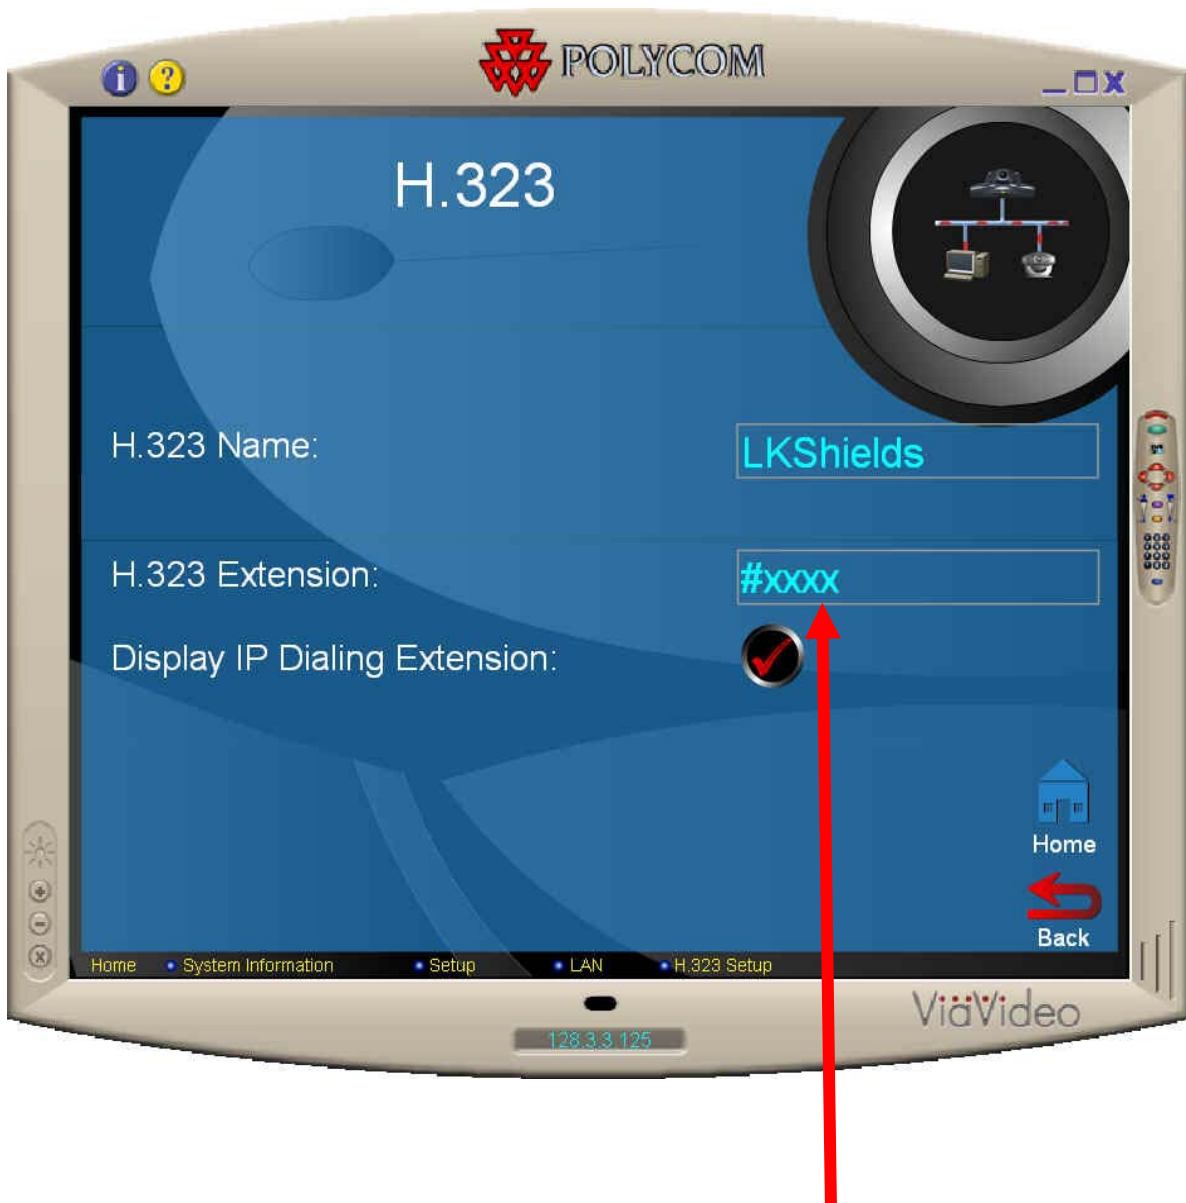 POLYCOM
H.323
H.323 Name:
LKShields
H.323 Extension:
#xxxx
Display IP Dialing Extension:
Home
Back
Home System Information Setup LAN H.323 Setup
ViaVideo
128.3.3.125